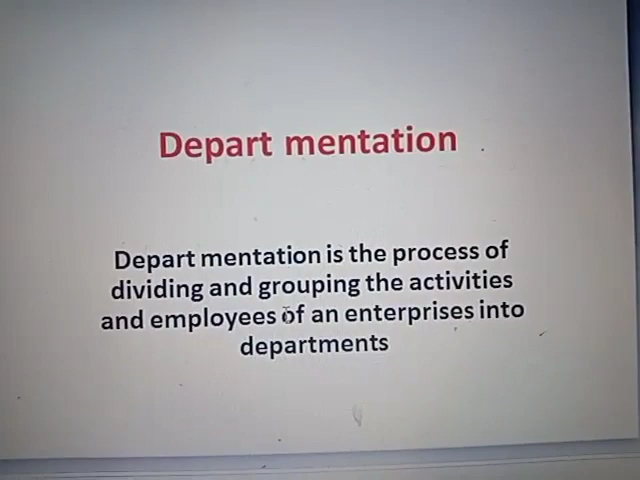 Depart mentation
Depart mentation is the process of
dividing and grouping the activities
and employees of an enterprises into
departments